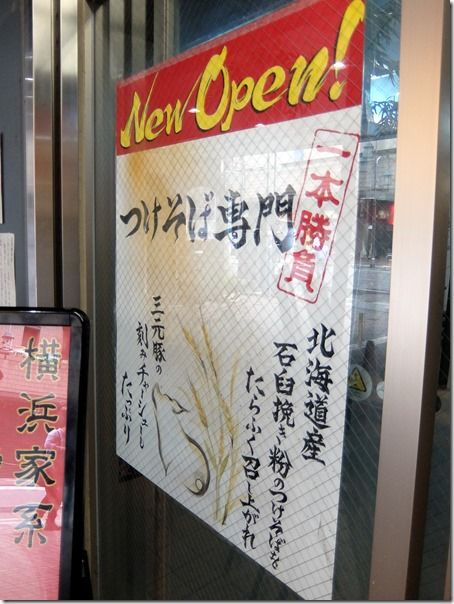 New Open!
一本勝負
つけそば専門
北海道産
石臼挽き粉のつけそばを
たらふく召し上がれ
三元豚の
刻みチャーシューも
たっぷり
横浜家系